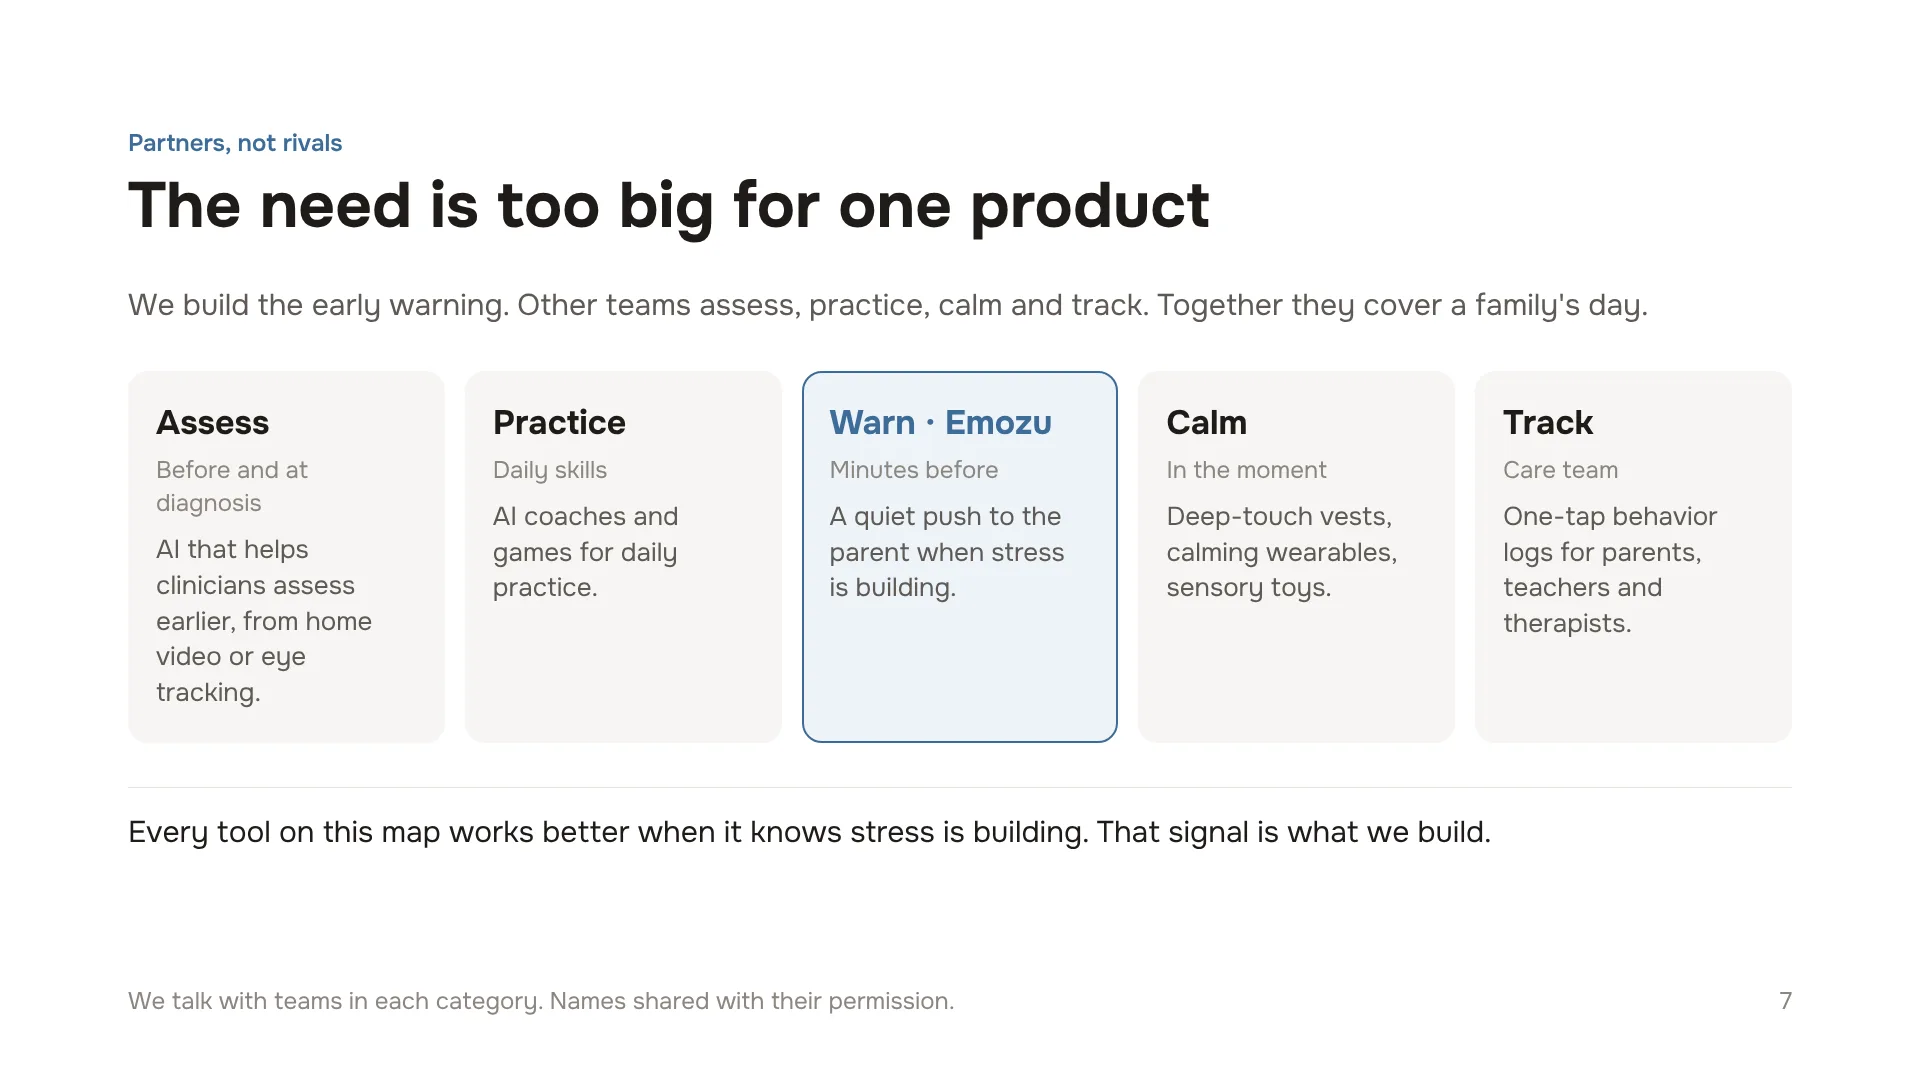 Partners, not rivals
The need is too big for one product
We build the early warning. Other teams assess, practice, calm and track. Together they cover a family's day.
Assess
Before and at
diagnosis
AI that helps
clinicians assess
earlier, from home
video or eye
tracking.
Practice
Daily skills
AI coaches and
games for daily
practice.
Warn · Emozu
Minutes before
A quiet push to the
parent when stress
is building.
Calm
In the moment
Deep-touch vests,
calming wearables,
sensory toys.
Track
Care team
One-tap behavior
logs for parents,
teachers and
therapists.
Every tool on this map works better when it knows stress is building. That signal is what we build.
We talk with teams in each category. Names shared with their permission.
7